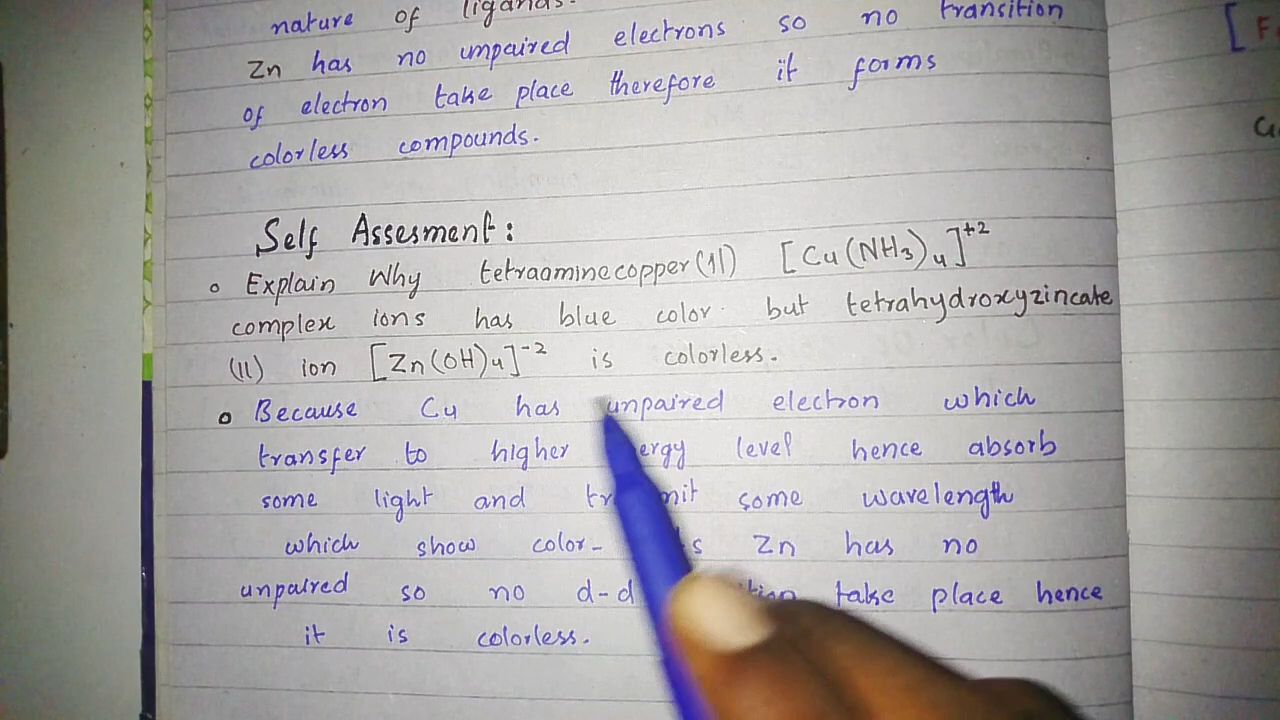 nature of ligands.
Zn has no unpaired electrons so no transition
of electron take place therefore it forms
colorless compounds.
Self Assesment:
o Explain Why tetraaminecopper(II) [Cu(NH3)4]+2
complex ions has blue color but tetrahydroxyzincate
(II) ion [Zn(OH)4]-2 is colorless.
o Because Cu has unpaired electron which
transfer to higher ergy level hence absorb
some light and mit some wavelength
which show color- s Zn has no
unpaired so no d-d take place hence
it is colorless.